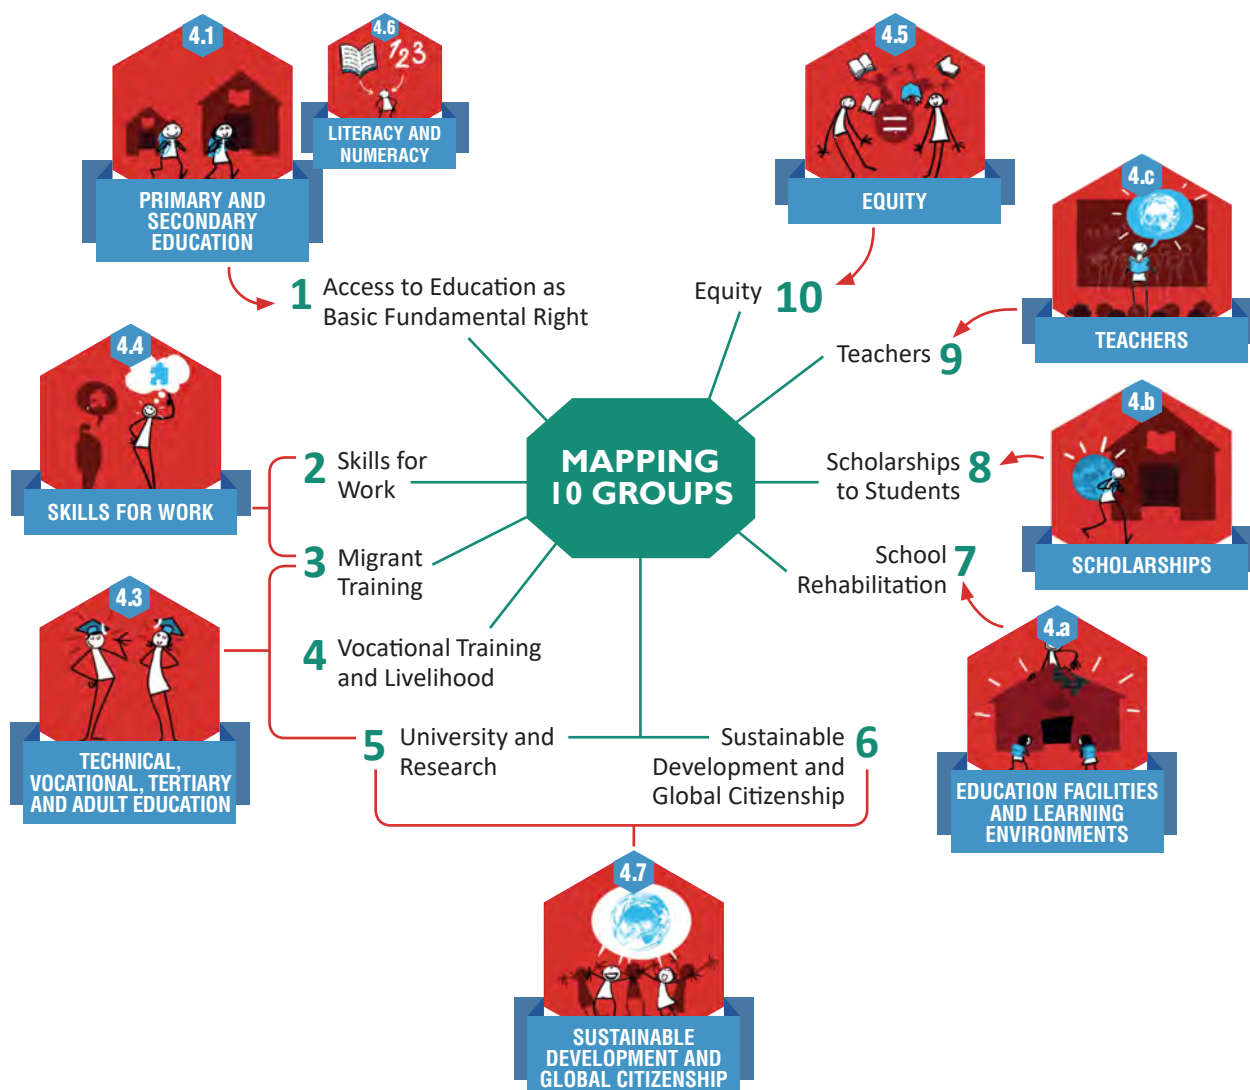 4.1
PRIMARY AND
SECONDARY
EDUCATION
4.6
123
LITERACY AND
NUMERACY
4.5
EQUITY
4.c
TEACHERS
1 Access to Education as
Basic Fundamental Right
Equity 10
Teachers 9
4.4
SKILLS FOR WORK
2 Skills for
Work
MAPPING
10 GROUPS
Scholarships
to Students 8
4.b
SCHOLARSHIPS
3 Migrant
Training
School
Rehabilitation 7
4.3
TECHNICAL,
VOCATIONAL, TERTIARY
AND ADULT EDUCATION
4 Vocational Training
and Livelihood
4.a
EDUCATION FACILITIES
AND LEARNING
ENVIRONMENTS
5 University and
Research
Sustainable 6
Development and
Global Citizenship
4.7
SUSTAINABLE
DEVELOPMENT AND
GLOBAL CITIZENSHIP